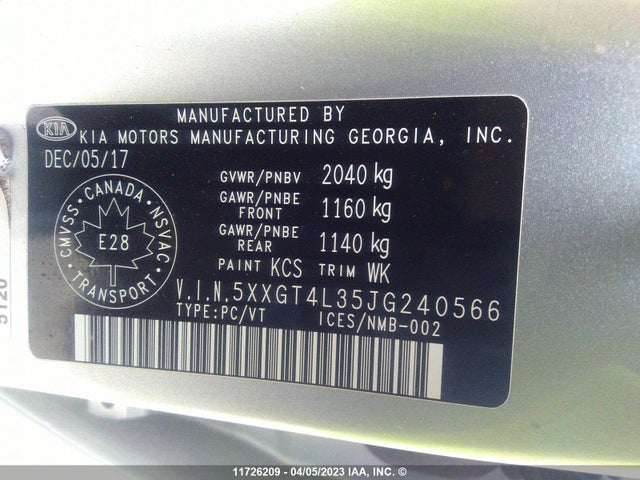 MANUFACTURED BY
KIA KIA MOTORS MANUFACTURING GEORGIA, INC.
DEC/05/17
GVWR/PNBV 2040 kg
GAWR/PNBE FRONT 1160 kg
GAWR/PNBE REAR 1140 kg
PAINT KCS TRIM WK
CMVSS • CANADA • NSVAC • TRANSPORT •
E28
V.I.N.5XXGT4L35JG240566
TYPE:PC/VT ICES/NMB-002
5120
11726209 - 04/05/2023 IAA, Inc. ©